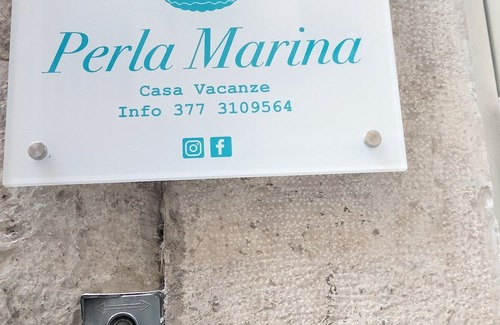 Perla Marina
Casa Vacanze
Info 377 3109564